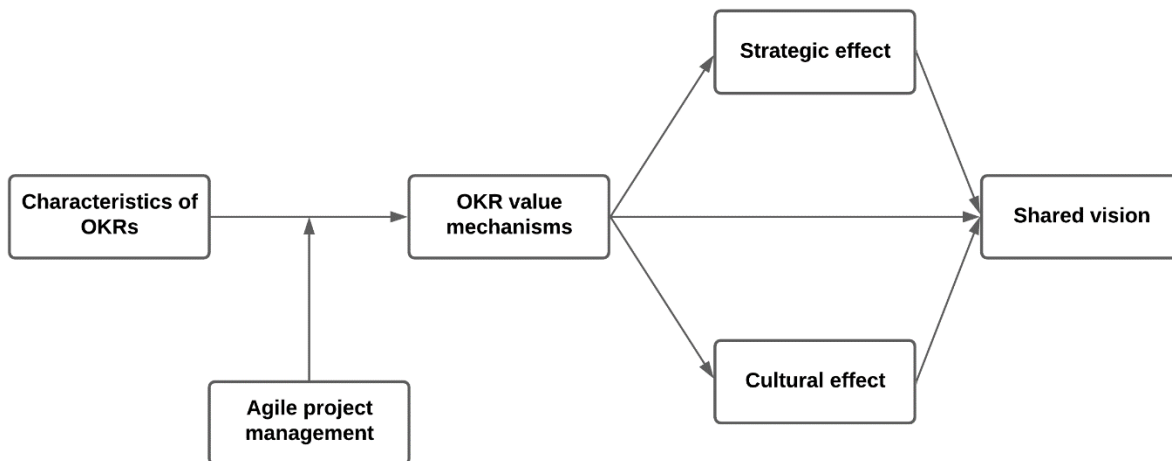 Strategic effect
Characteristics of
OKRs
OKR value
mechanisms
Shared vision
Cultural effect
Agile project
management